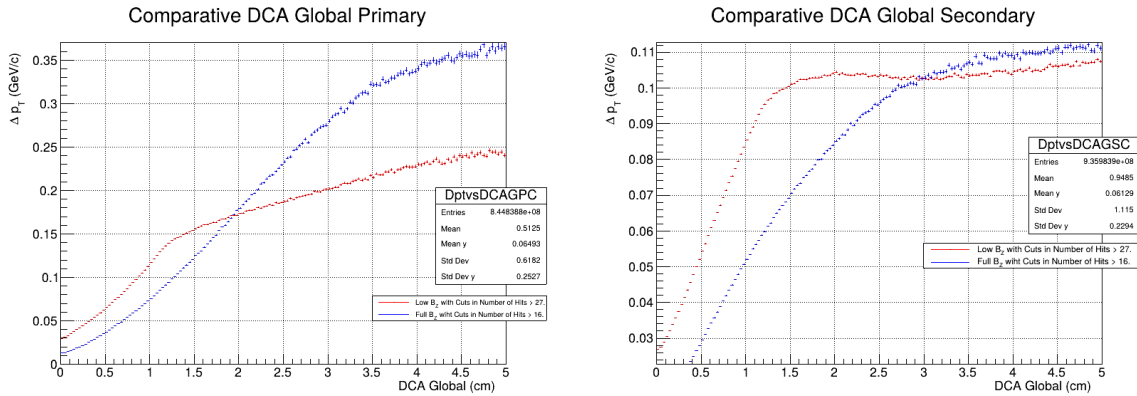 Comparative DCA Global Primary
Δ p_T (GeV/c)
0.35
0.3
0.25
0.2
0.15
0.1
0.05
0
0 0.5 1 1.5 2 2.5 3 3.5 4 4.5 5
DCA Global (cm)
DptvsDCAGPC
Entries 8.448388e+08
Mean 0.5125
Mean y 0.06493
Std Dev 0.6182
Std Dev y 0.2527
Low B_Z with Cuts in Number of Hits > 27.
Full B_Z wiht Cuts in Number of Hits > 16.
Comparative DCA Global Secondary
Δ p_T (GeV/c)
0.11
0.1
0.09
0.08
0.07
0.06
0.05
0.04
0.03
0 0.5 1 1.5 2 2.5 3 3.5 4 4.5 5
DCA Global (cm)
DptvsDCAGSC
Entries 9.359839e+08
Mean 0.9485
Mean y 0.06129
Std Dev 1.115
Std Dev y 0.2294
Low B_Z with Cuts in Number of Hits > 27.
Full B_Z wiht Cuts in Number of Hits > 16.